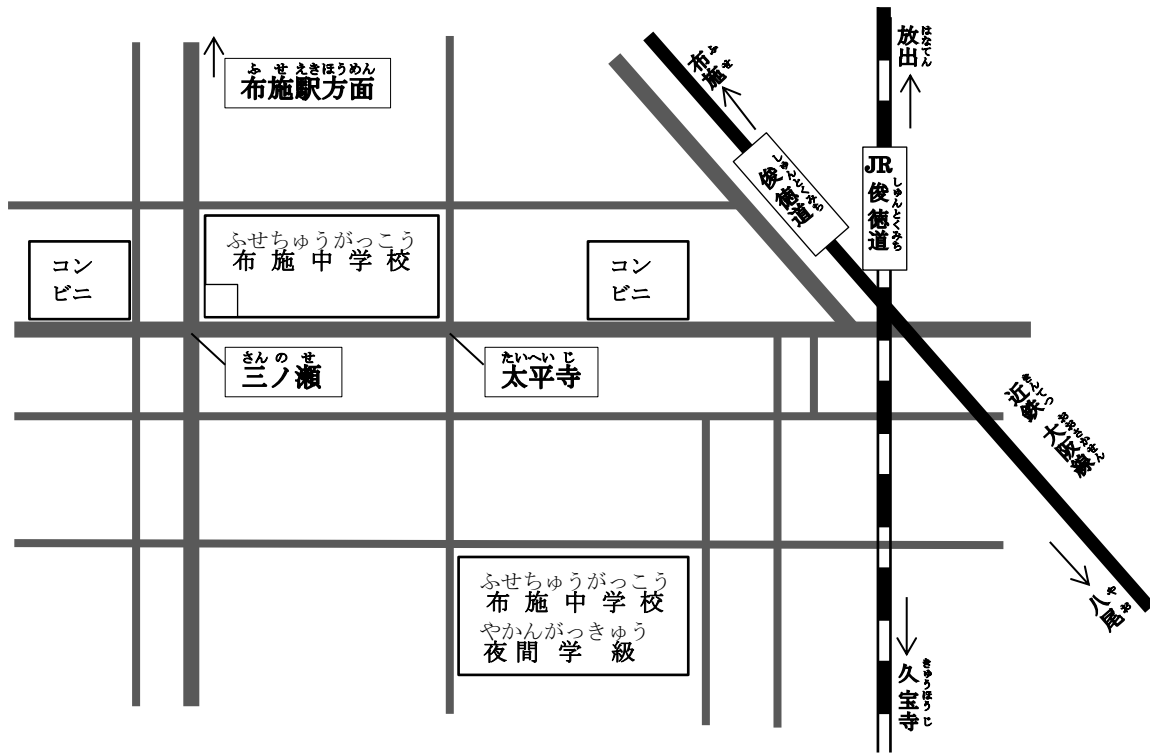 ふせえきほうめん
布施駅方面
ふせ
布施
はなてん
放出
しゅんとくみち
俊徳道
JR
しゅんとくみち
俊徳道
コン
ビニ
ふせちゅうがっこう
布施中学校
コン
ビニ
さんのせ
三ノ瀬
たいへいじ
太平寺
きんてつ おおさかせん
近鉄 大阪線
ふせちゅうがっこう
布施中学校
やかんがっきゅう
夜間学級
やお
八尾
きゅうほうじ
久宝寺